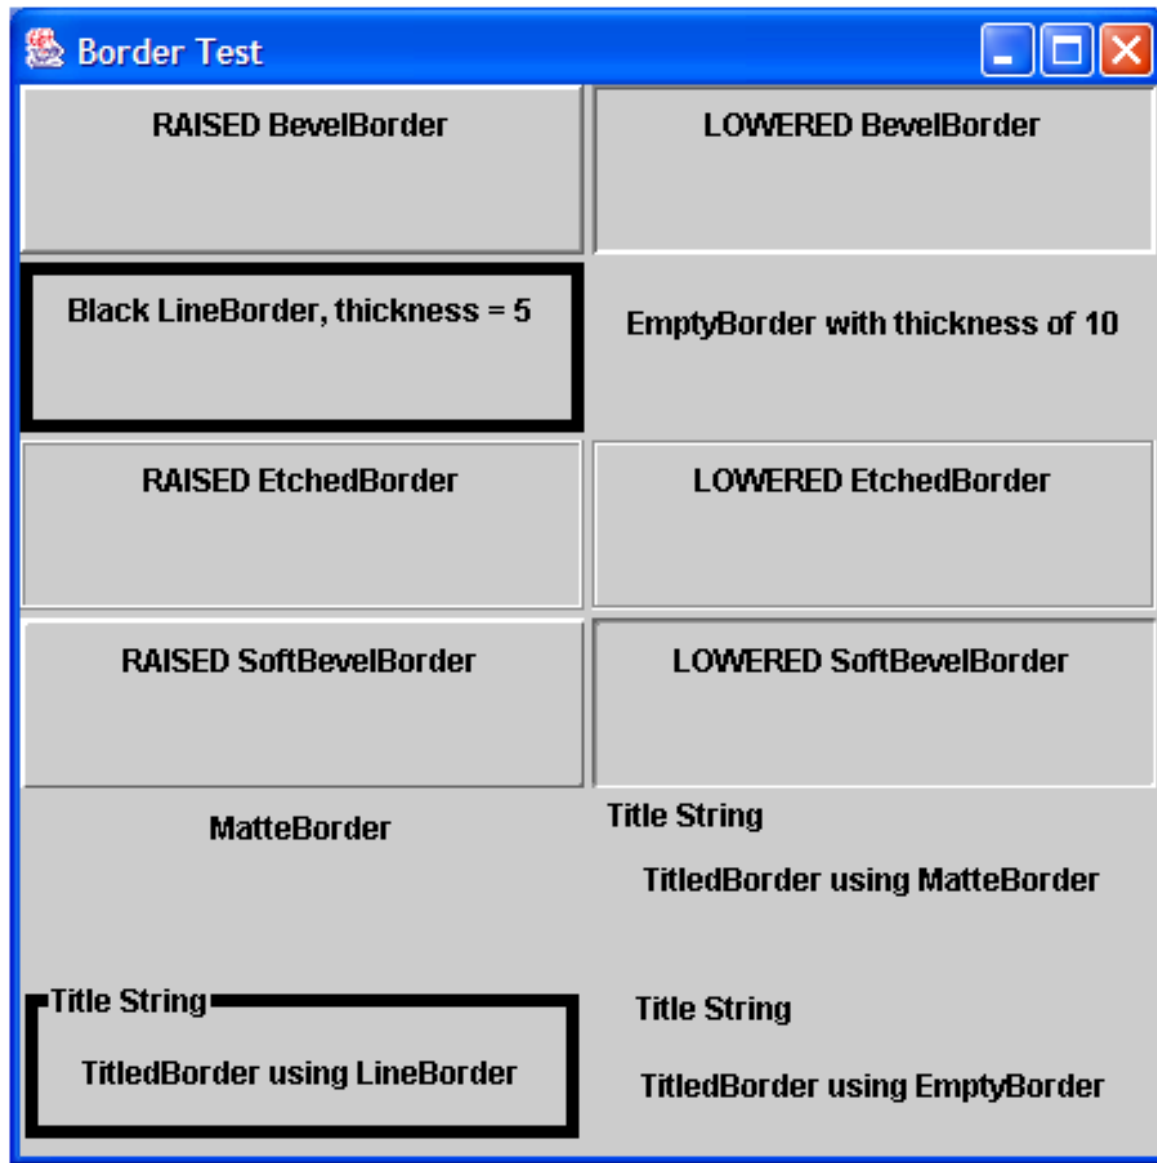 Border Test
RAISED BevelBorder
LOWERED BevelBorder
Black LineBorder, thickness = 5
EmptyBorder with thickness of 10
RAISED EtchedBorder
LOWERED EtchedBorder
RAISED SoftBevelBorder
LOWERED SoftBevelBorder
MatteBorder
Title String
TitledBorder using MatteBorder
Title String
TitledBorder using LineBorder
Title String
TitledBorder using EmptyBorder